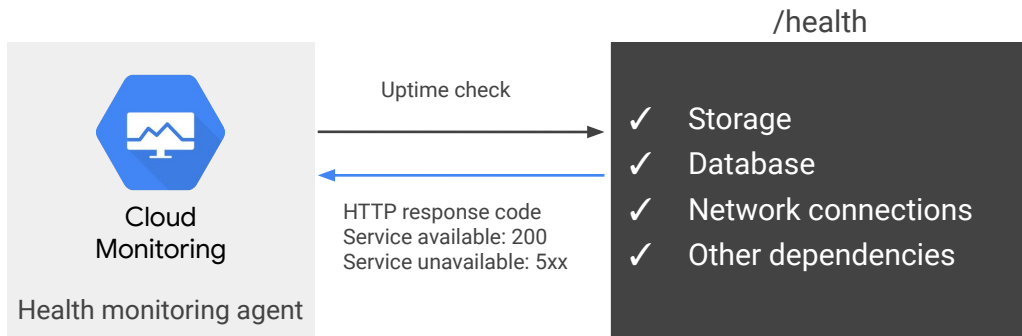 /health
Uptime check
Cloud
Monitoring
Health monitoring agent
HTTP response code
Service available: 200
Service unavailable: 5xx
✓ Storage
✓ Database
✓ Network connections
✓ Other dependencies